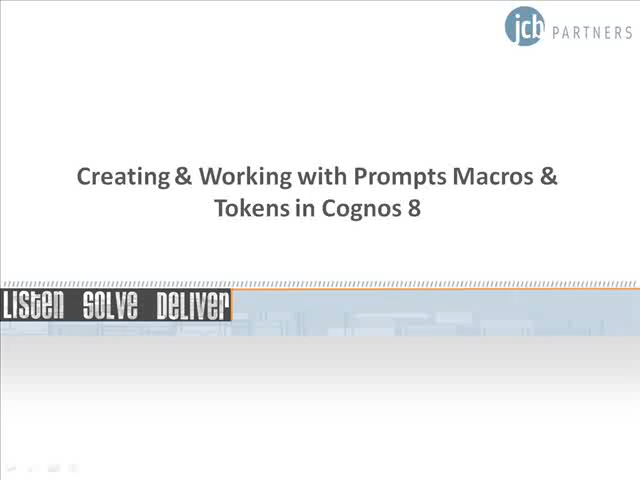 jcb PARTNERS
Creating & Working with Prompts Macros &
Tokens in Cognos 8
LISTEN SOLVE DELIVER